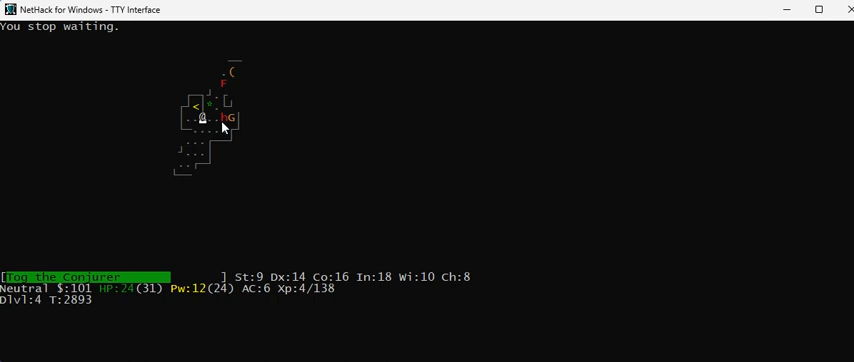 NetHack for Windows - TTY Interface
You stop waiting.
. (
F
< * .
. . @ . . h G
. . . . .
. . .
. . .
. .
[Tog the Conjurer ] St:9 Dx:14 Co:16 In:18 Wi:10 Ch:8
Neutral $:101 HP:24(31) Pw:12(24) AC:6 Xp:4/138
Dlvl:4 T:2893